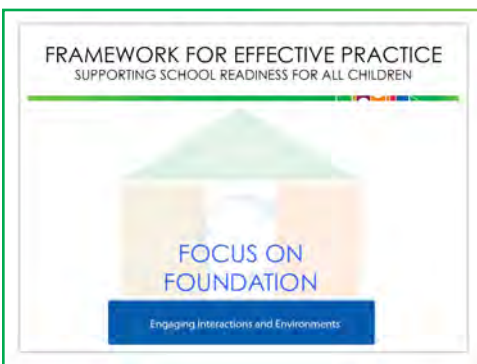 FRAMEWORK FOR EFFECTIVE PRACTICE
SUPPORTING SCHOOL READINESS FOR ALL CHILDREN
FOCUS ON
FOUNDATION
Engaging Interactions and Environments